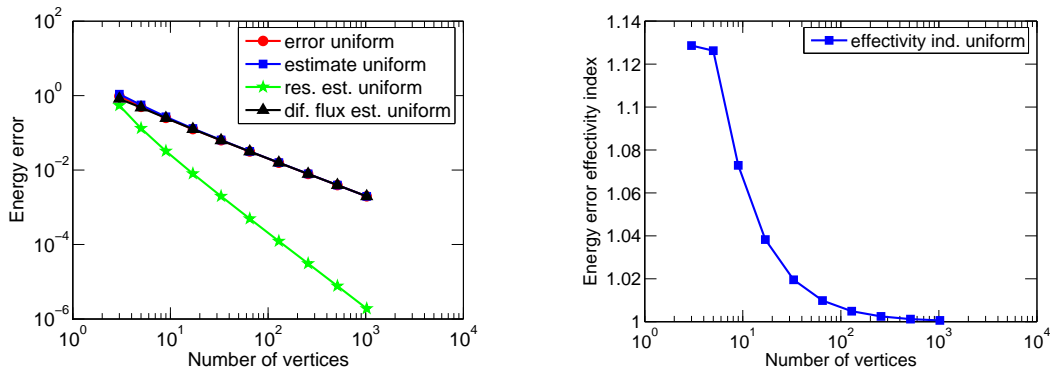 10^2
10^0
10^-2
10^-4
10^-6
10^0
10^1
10^2
10^3
10^4
Number of vertices
Energy error
error uniform
estimate uniform
res. est. uniform
dif. flux est. uniform
1.14
1.12
1.1
1.08
1.06
1.04
1.02
1
10^0
10^1
10^2
10^3
10^4
Number of vertices
Energy error effectivity index
effectivity ind. uniform